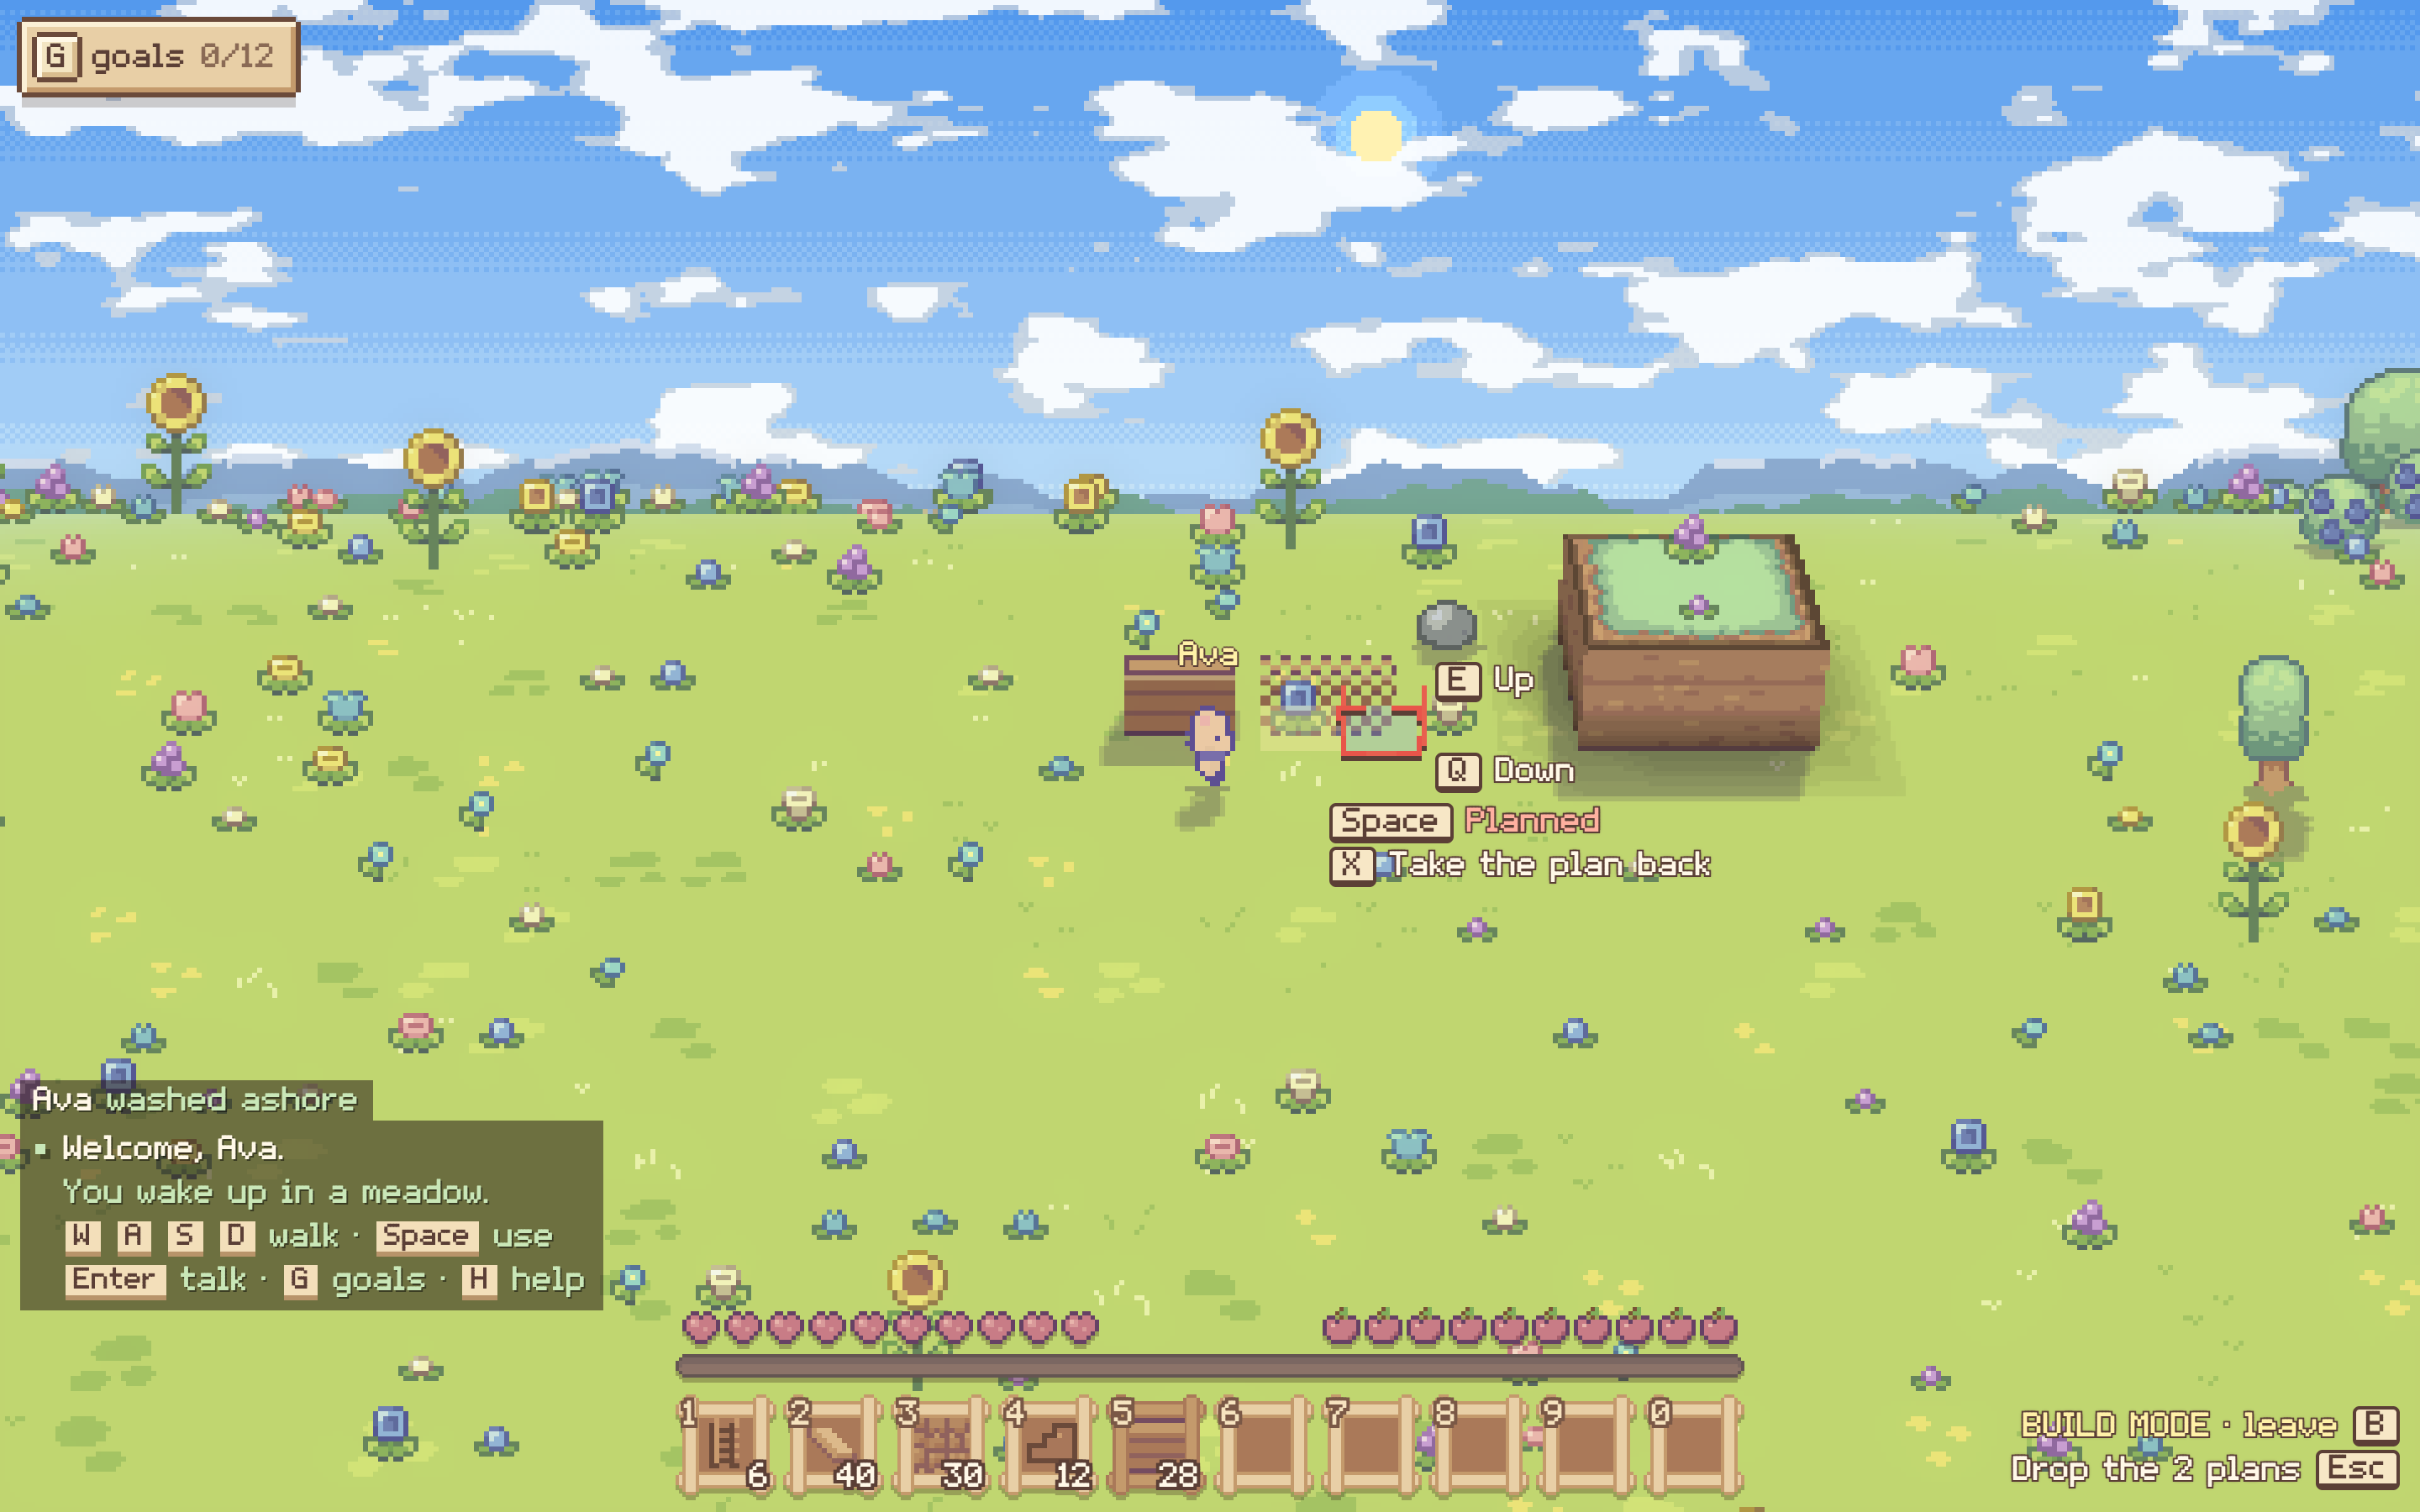 G goals 0/12
Ava
E Up
Q Down
Space Planned
X Take the plan back
Ava washed ashore
Welcome, Ava.
You wake up in a meadow.
W A S D walk · Space use
Enter talk · G goals · H help
1 2 3 4 5 6 7 8 9 0
6 40 30 12 28
BUILD MODE · leave B
Drop the 2 plans Esc